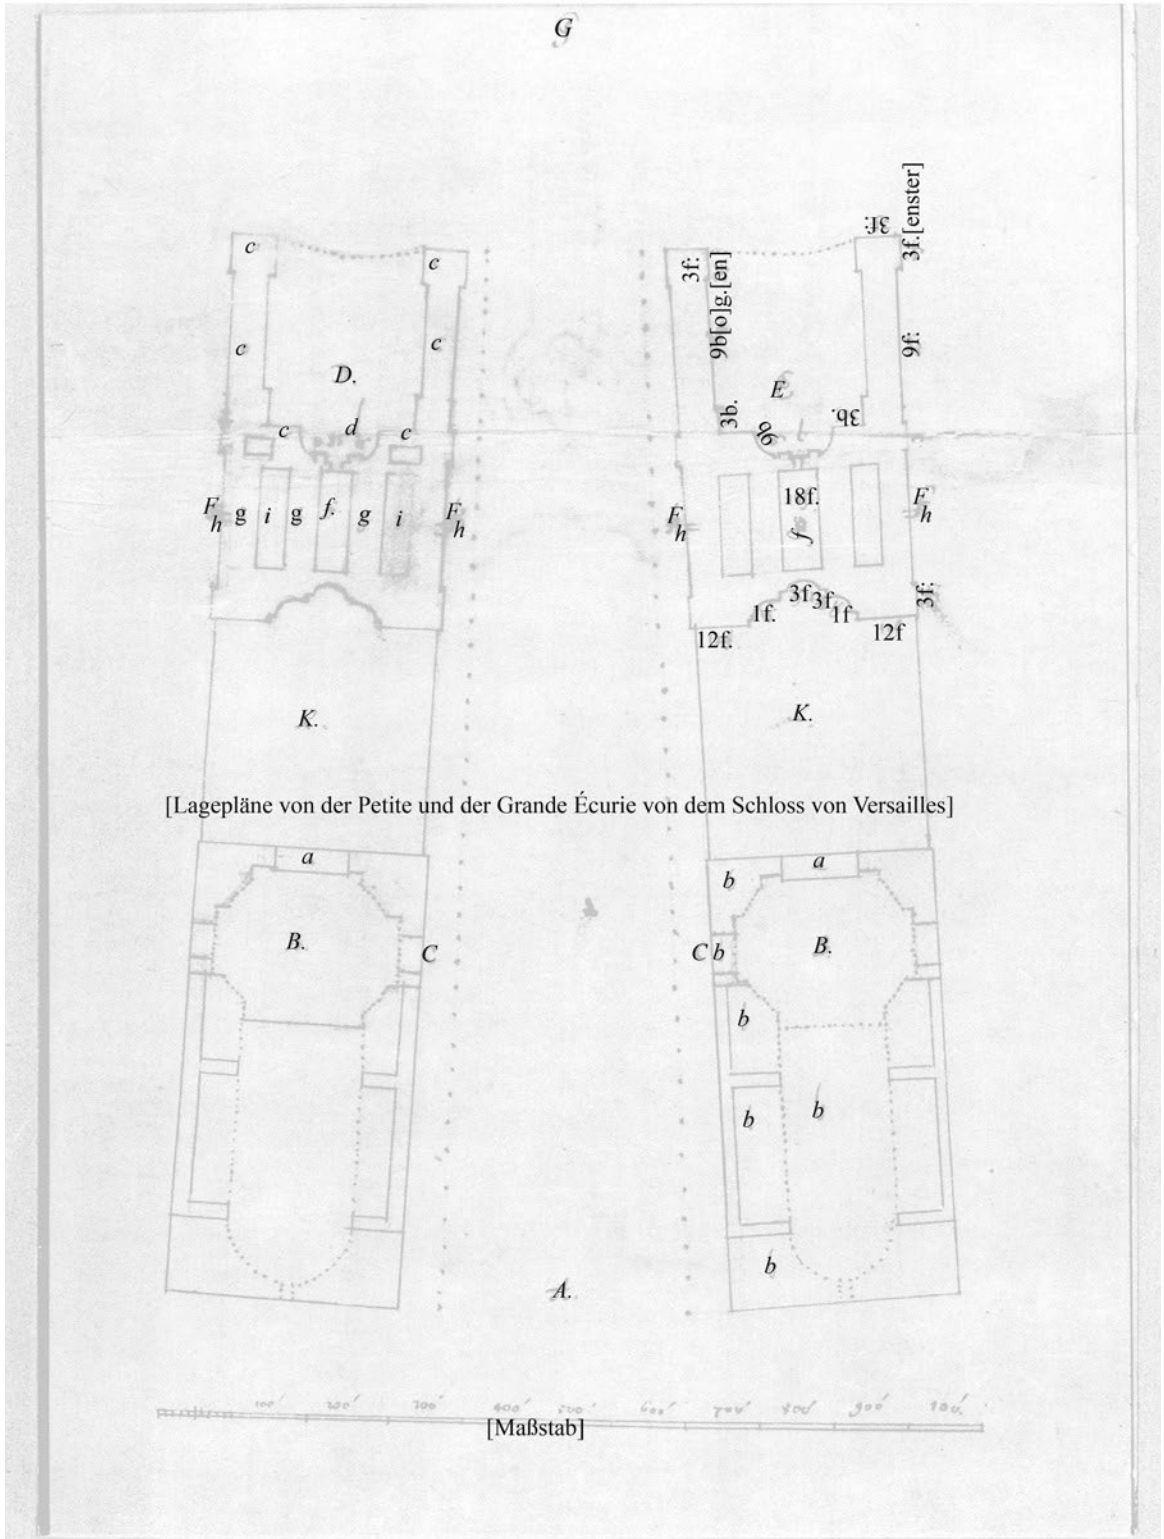 G
3f:
3f.[enster]
c
c
3f:
9b[o]g.[en]
c
c
9f:
D.
E
3b.
3b.
9b
c
d
c
F
h
g
i
g
f.
g
i
F
h
F
h
18f.
f
F
h
3f:
3f
3f
1f.
1f
12f.
12f
K.
K.
[Lagepläne von der Petite und der Grande Écurie von dem Schloss von Versailles]
a
a
b
B.
C
C b
B.
b
b
b
b
A.
100' 200' 300' 400' 500' 600' 700' 800' 900'
[Maßstab]